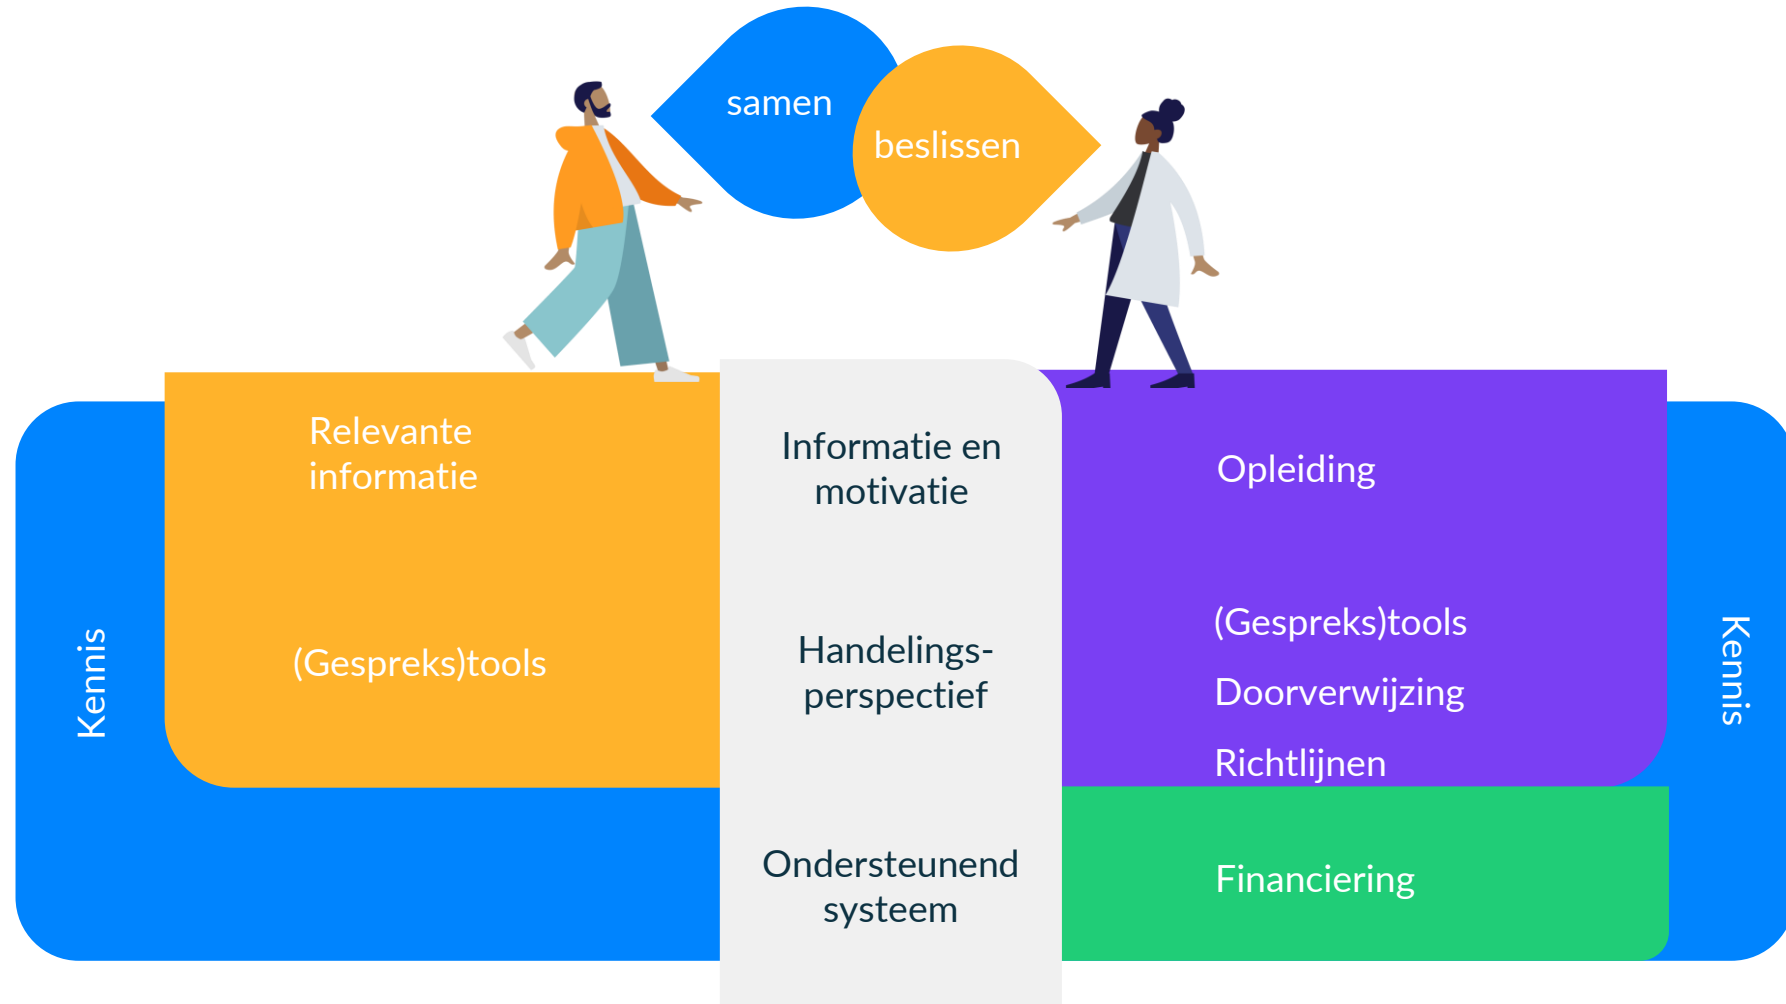 samen
beslissen
Relevante
informatie
Informatie en
motivatie
Opleiding
Kennis
(Gespreks)tools
Handelings-
perspectief
(Gespreks)tools
Doorverwijzing
Richtlijnen
Kennis
Ondersteunend
systeem
Financiering